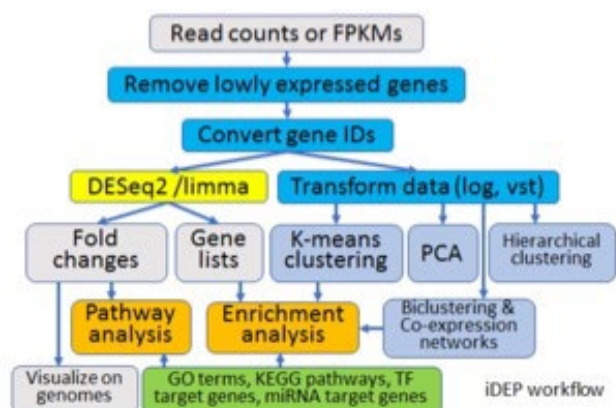 Read counts or FPKMs
Remove lowly expressed genes
Convert gene IDs
DESeq2 /limma
Transform data (log, vst)
Fold
changes
Gene
lists
K-means
clustering
PCA
Hierarchical
clustering
Pathway
analysis
Enrichment
analysis
Biclustering &
Co-expression
networks
Visualize on
genomes
GO terms, KEGG pathways, TF
target genes, miRNA target genes
iDEP workflow